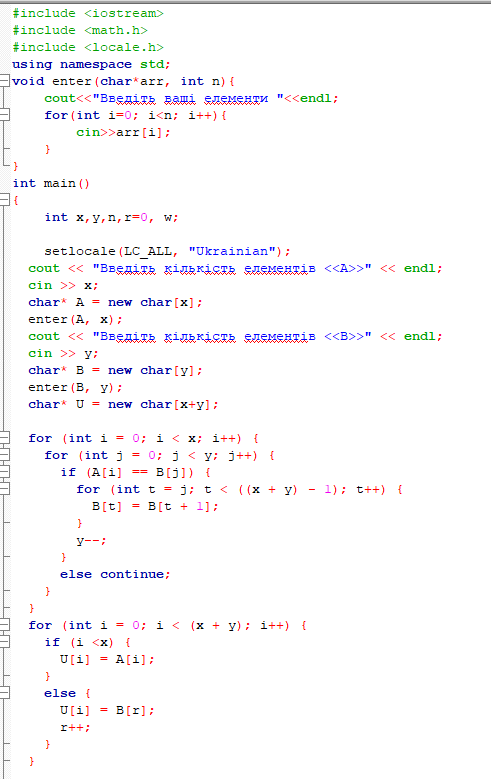 #include <iostream>
#include <math.h>
#include <locale.h>
using namespace std;
void enter(char*arr, int n){
    cout<<"Введіть ваші елементи "<<endl;
    for(int i=0; i<n; i++){
        cin>>arr[i];
    }
}
int main()
{
    int x,y,n,r=0, w;
    setlocale(LC_ALL, "Ukrainian");
  cout << "Введіть кількість елементів <<A>>" << endl;
  cin >> x;
  char* A = new char[x];
  enter(A, x);
  cout << "Введіть кількість елементів <<B>>" << endl;
  cin >> y;
  char* B = new char[y];
  enter(B, y);
  char* U = new char[x+y];
  for (int i = 0; i < x; i++) {
    for (int j = 0; j < y; j++) {
      if (A[i] == B[j]) {
        for (int t = j; t < ((x + y) - 1); t++) {
          B[t] = B[t + 1];
        }
        y--;
      }
      else continue;
    }
  }
  for (int i = 0; i < (x + y); i++) {
    if (i <x) {
      U[i] = A[i];
    }
    else {
      U[i] = B[r];
      r++;
    }
  }